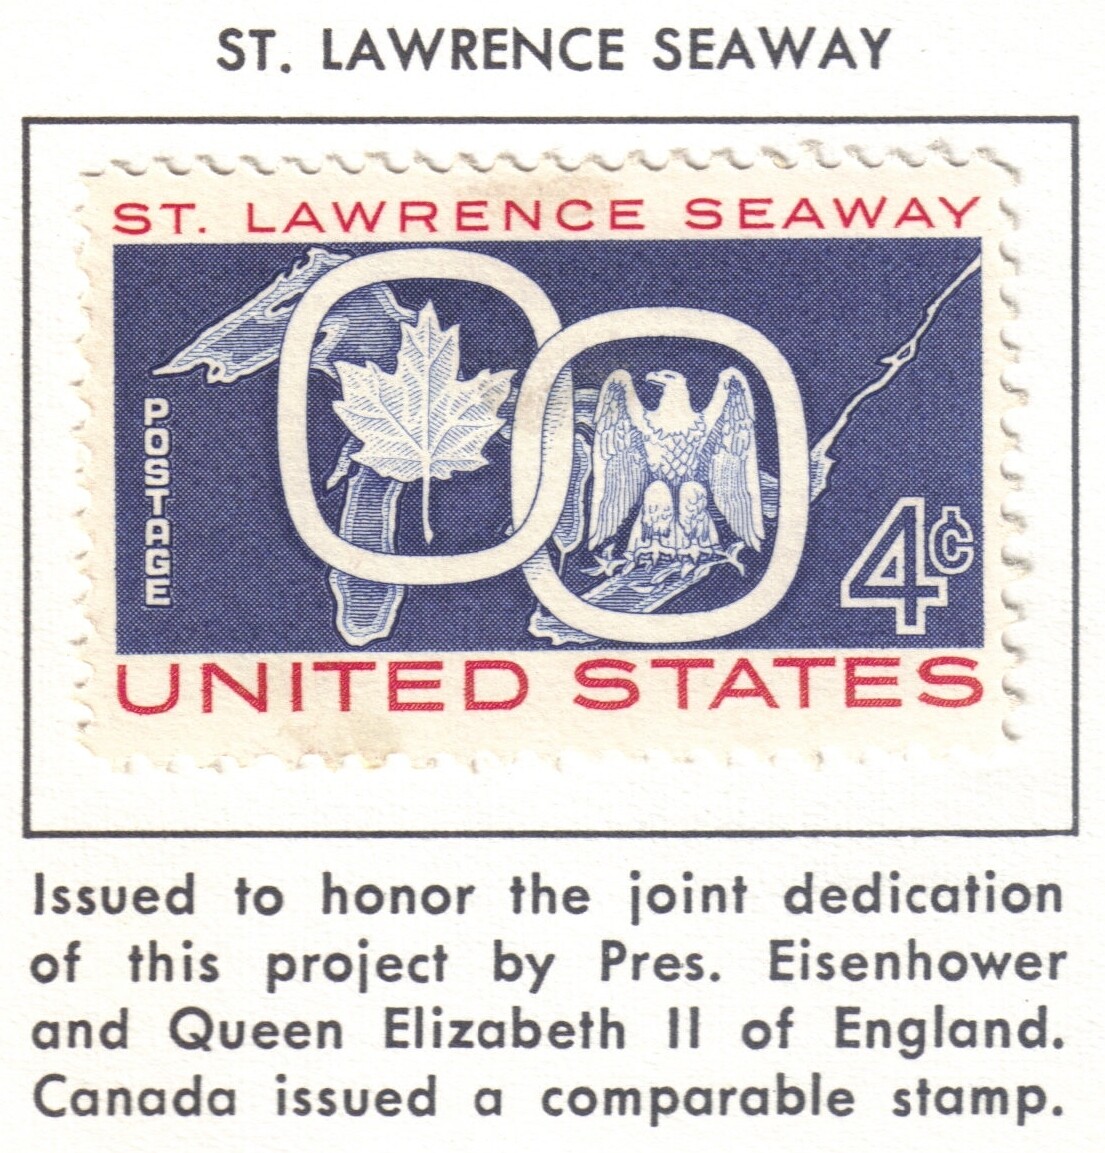 ST. LAWRENCE SEAWAY
ST. LAWRENCE SEAWAY
POSTAGE
4¢
UNITED STATES
Issued to honor the joint dedication
of this project by Pres. Eisenhower
and Queen Elizabeth II of England.
Canada issued a comparable stamp.